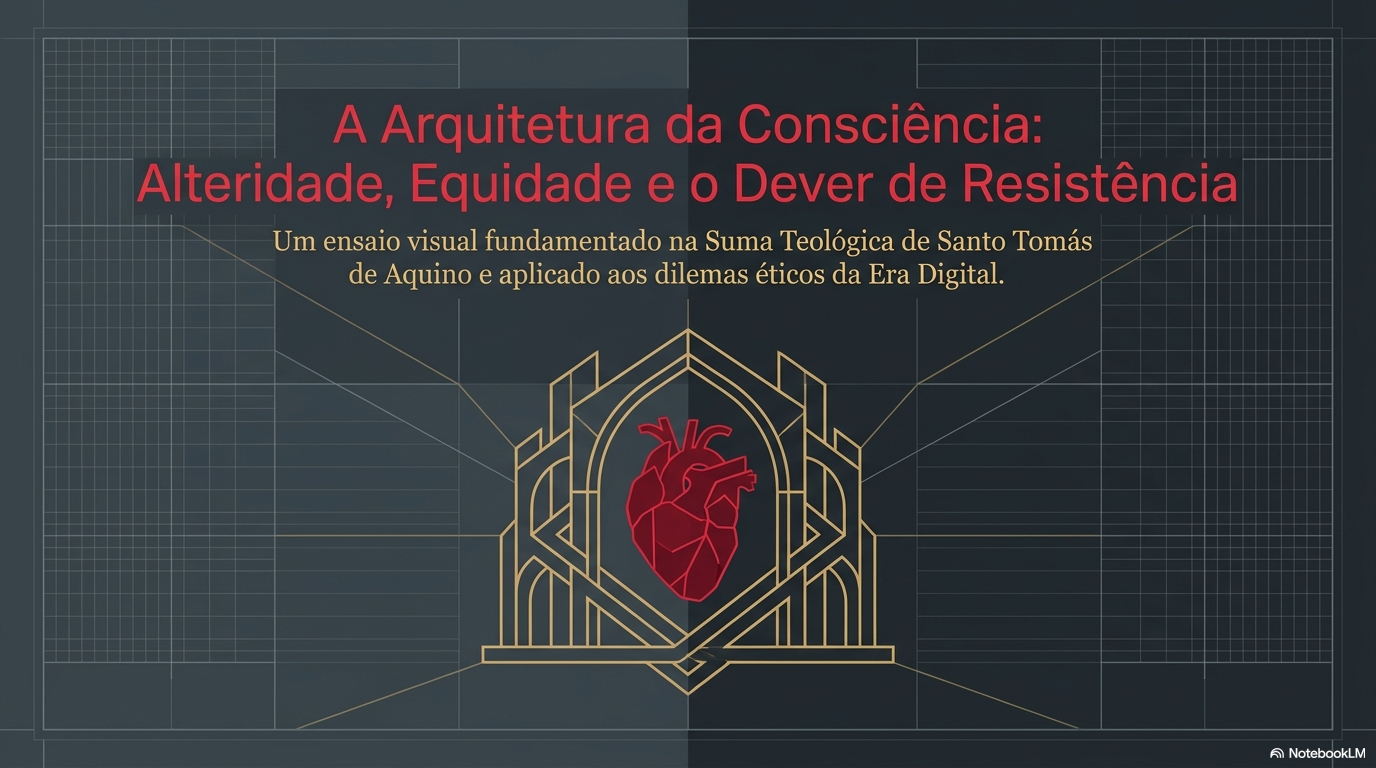 A Arquitetura da Consciência:
Alteridade, Equidade e o Dever de Resistência
Um ensaio visual fundamentado na Suma Teológica de Santo Tomás
de Aquino e aplicado aos dilemas éticos da Era Digital.
NotebookLM